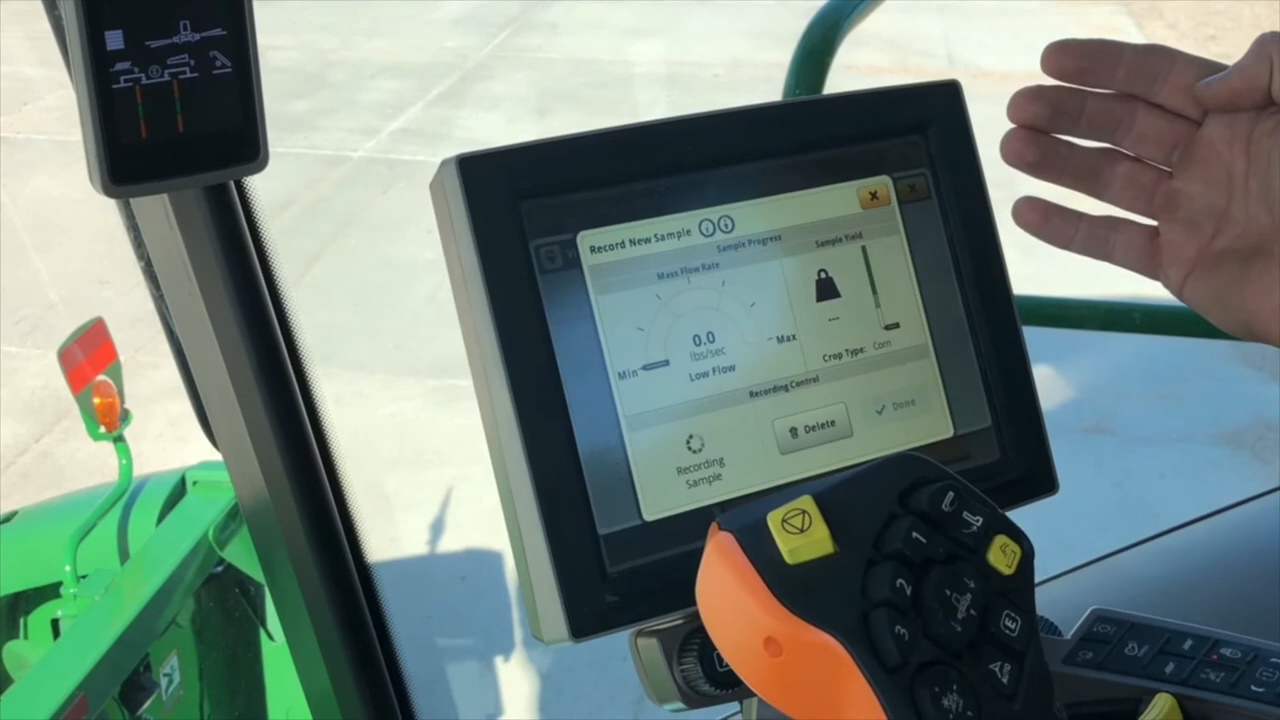 Record New Sample
Sample Progress
Mass Flow Rate
Sample Yield
0.0
lbs/sec
Min
Max
Low Flow
---
Crop Type: Corn
Recording Control
Recording
Sample
Delete
Done
1
2
3
E